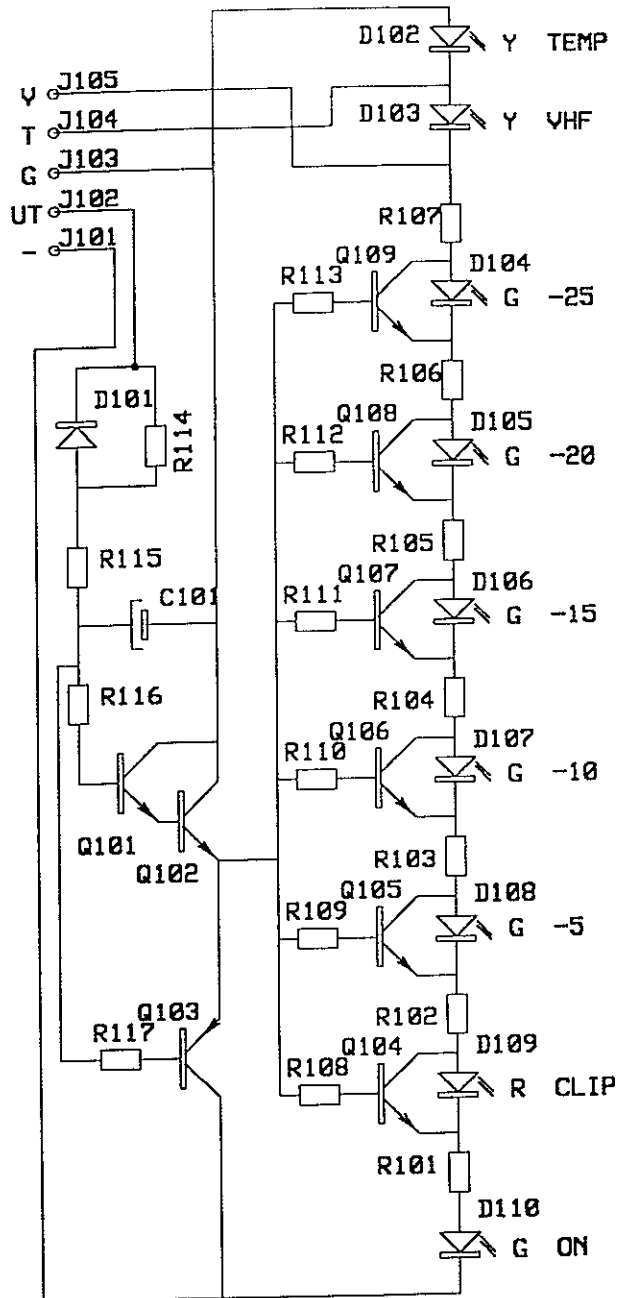 D102 Y TEMP
V J105
T J104 D103 Y VHF
G J103
UT J102 R107
- J101 Q109 D104
R113 G -25
R106
D101 Q108 D105
R114 R112 G -20
R105
R115 Q107 D106
C101 R111 G -15
R104
R116 Q106 D107
R110 G -10
R103
Q101 Q102 Q105 D108
R109 G -5
R102
Q103 Q104 D109
R117 R108 R CLIP
R101
D110
G ON